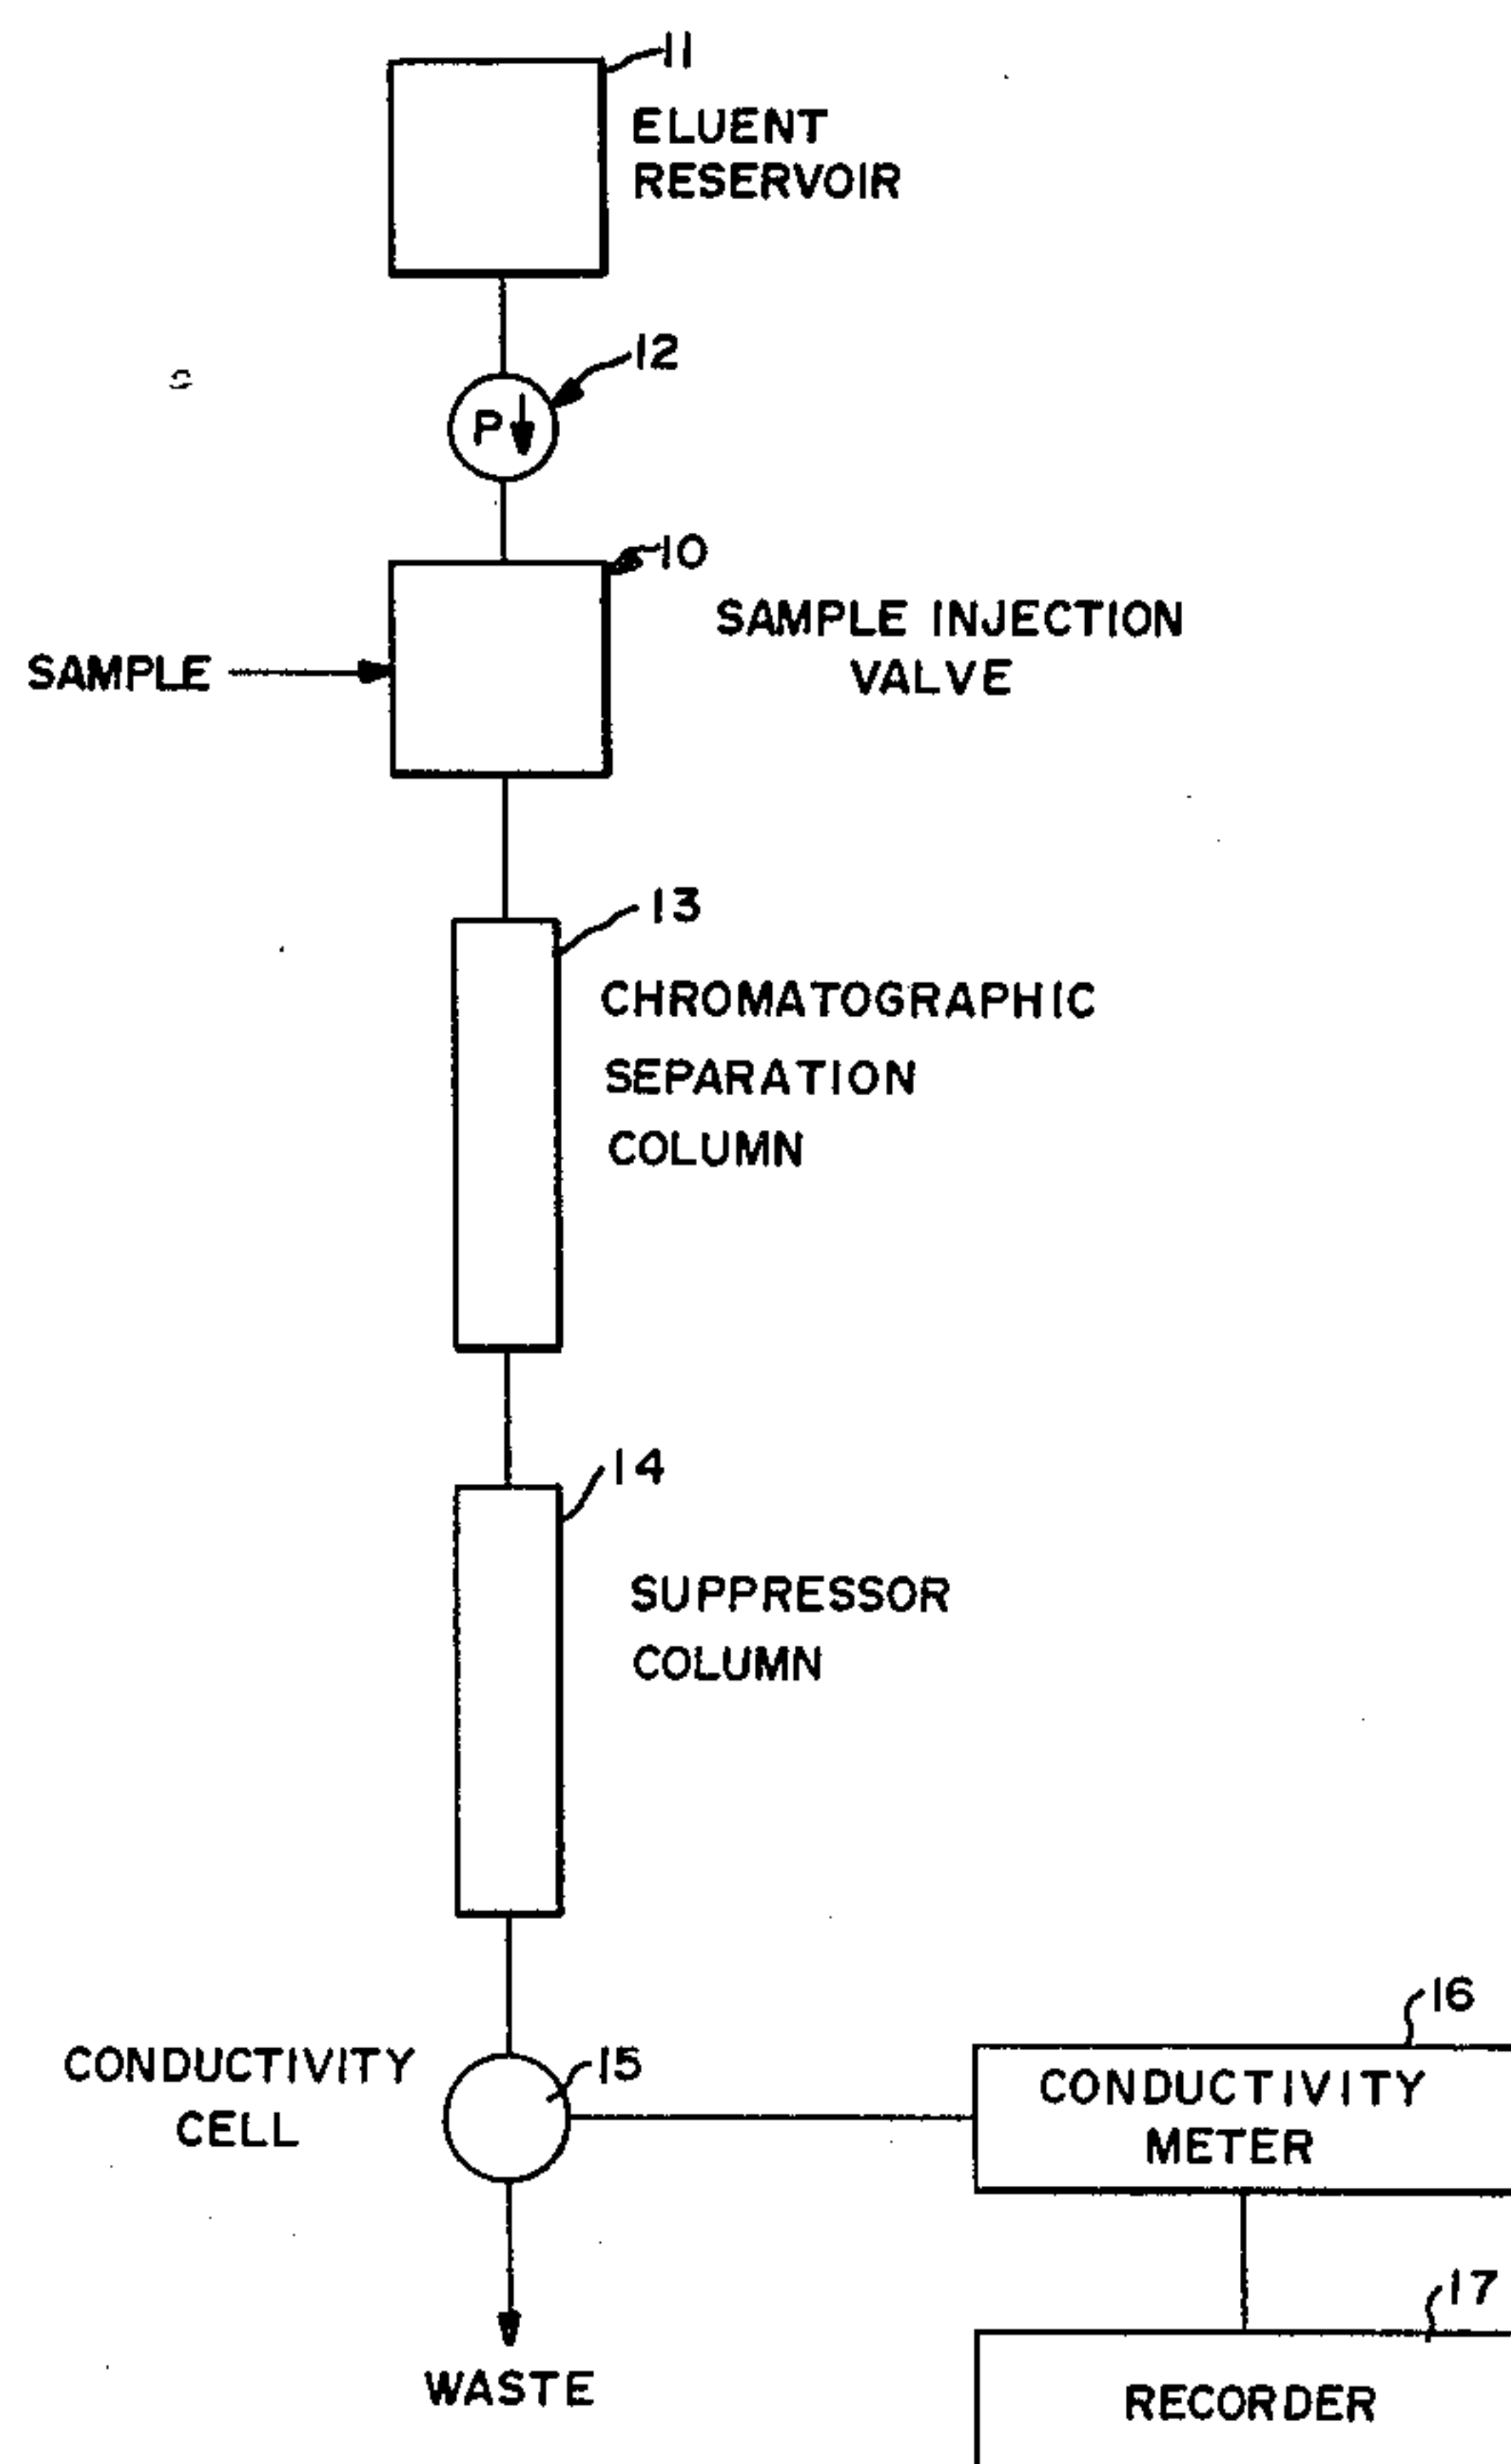 11
ELUENT
RESERVOIR
12
P
10
SAMPLE INJECTION
VALVE
SAMPLE
13
CHROMATOGRAPHIC
SEPARATION
COLUMN
14
SUPPRESSOR
COLUMN
16
CONDUCTIVITY
CELL
15
CONDUCTIVITY
METER
17
WASTE
RECORDER